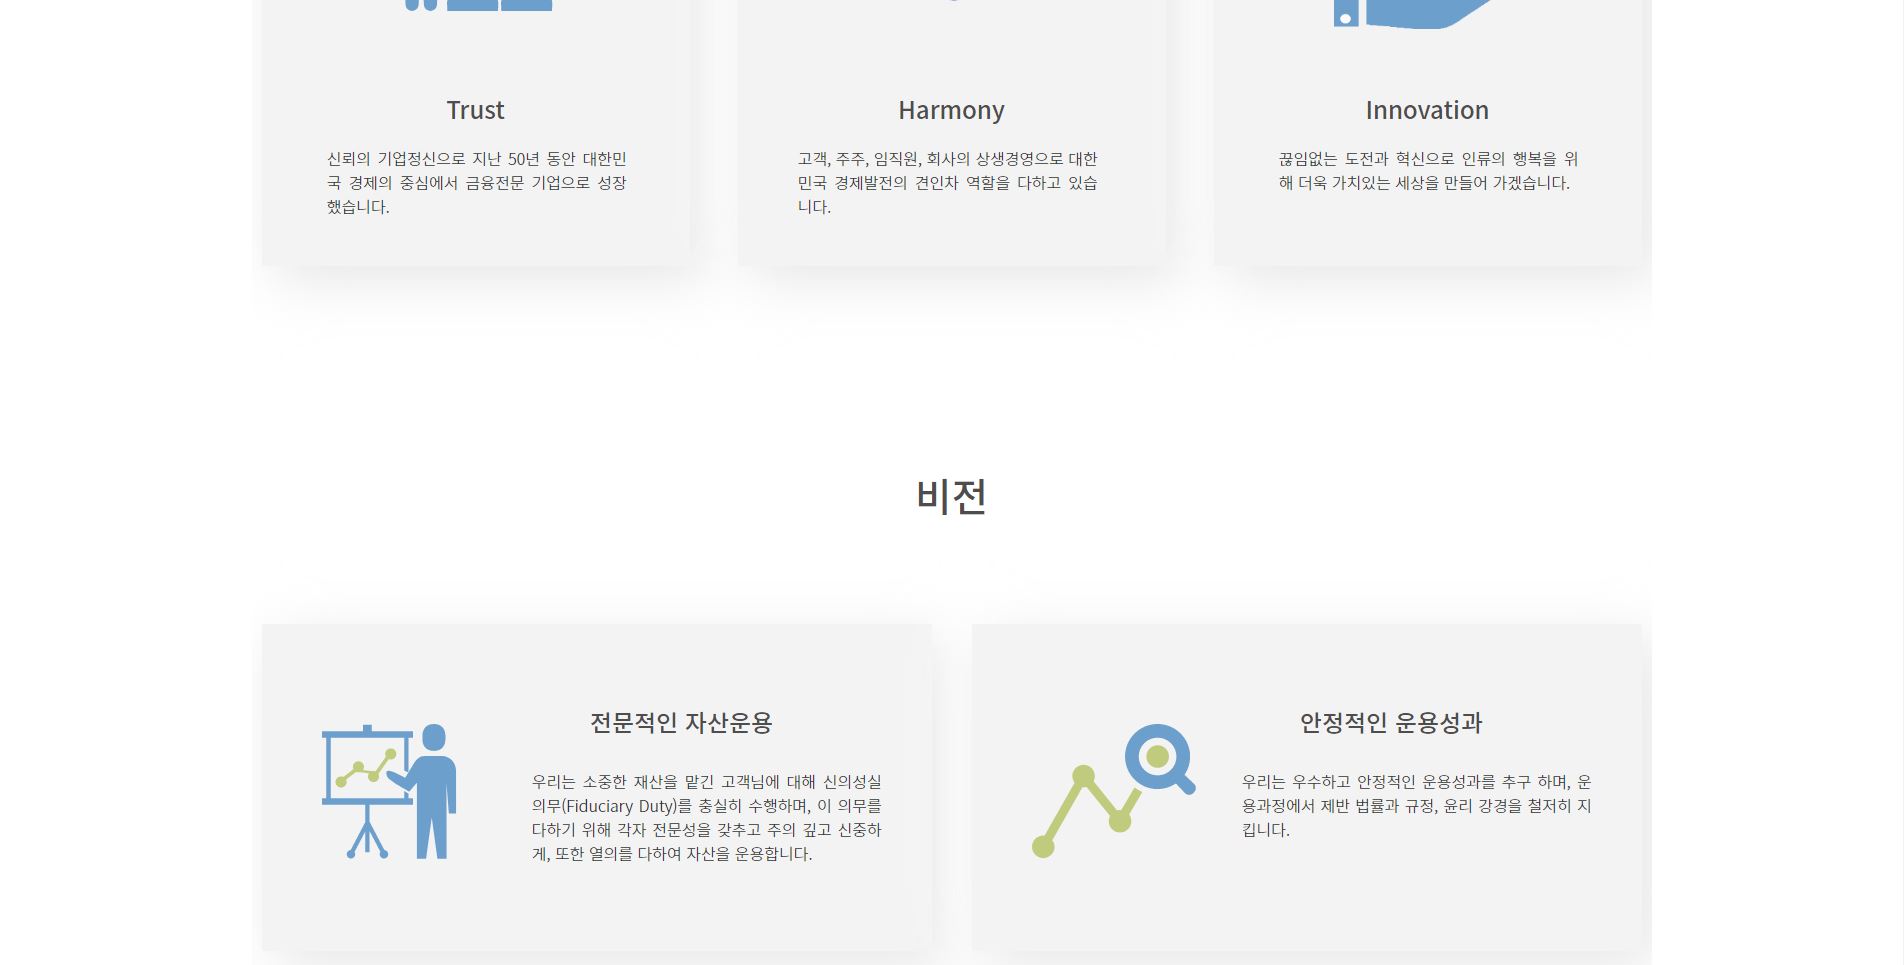 Trust
신뢰의 기업정신으로 지난 50년 동안 대한민
국 경제의 중심에서 금융전문 기업으로 성장
했습니다.
Harmony
고객, 주주, 임직원, 회사의 상생경영으로 대한
민국 경제발전의 견인차 역할을 다하고 있습
니다.
Innovation
끊임없는 도전과 혁신으로 인류의 행복을 위
해 더욱 가치있는 세상을 만들어 가겠습니다.
비전
전문적인 자산운용
우리는 소중한 재산을 맡긴 고객님에 대해 신의성실
의무(Fiduciary Duty)를 충실히 수행하며, 이 의무를
다하기 위해 각자 전문성을 갖추고 주의 깊고 신중하
게, 또한 열의를 다하여 자산을 운용합니다.
안정적인 운용성과
우리는 우수하고 안정적인 운용성과를 추구 하며, 운
용과정에서 제반 법률과 규정, 윤리 강경을 철저히 지
킵니다.